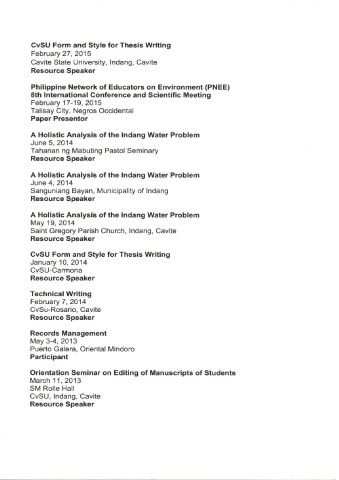 CvSU Form and Style for Thesis Writing
February 27, 2015
Cavite State University, Indang, Cavite
Resource Speaker
Philippine Network of Educators on Environment (PNEE)
8th International Conference and Scientific Meeting
February 17-19, 2015
Talisay City, Negros Occidental
Paper Presentor
A Holistic Analysis of the Indang Water Problem
June 5, 2014
Tahanan ng Mabuting Pastol Seminary
Resource Speaker
A Holistic Analysis of the Indang Water Problem
June 4, 2014
Sanguniang Bayan, Municipality of Indang
Resource Speaker
A Holistic Analysis of the Indang Water Problem
May 19, 2014
Saint Gregory Parish Church, Indang, Cavite
Resource Speaker
CvSU Form and Style for Thesis Writing
January 10, 2014
CvSU-Carmona
Resource Speaker
Technical Writing
February 7, 2014
CvSu-Rosario, Cavite
Resource Speaker
Records Management
May 3-4, 2013
Puerto Galera, Oriental Mindoro
Participant
Orientation Seminar on Editing of Manuscripts of Students
March 11, 2013
SM Rolle Hall
CvSU, Indang, Cavite
Resource Speaker